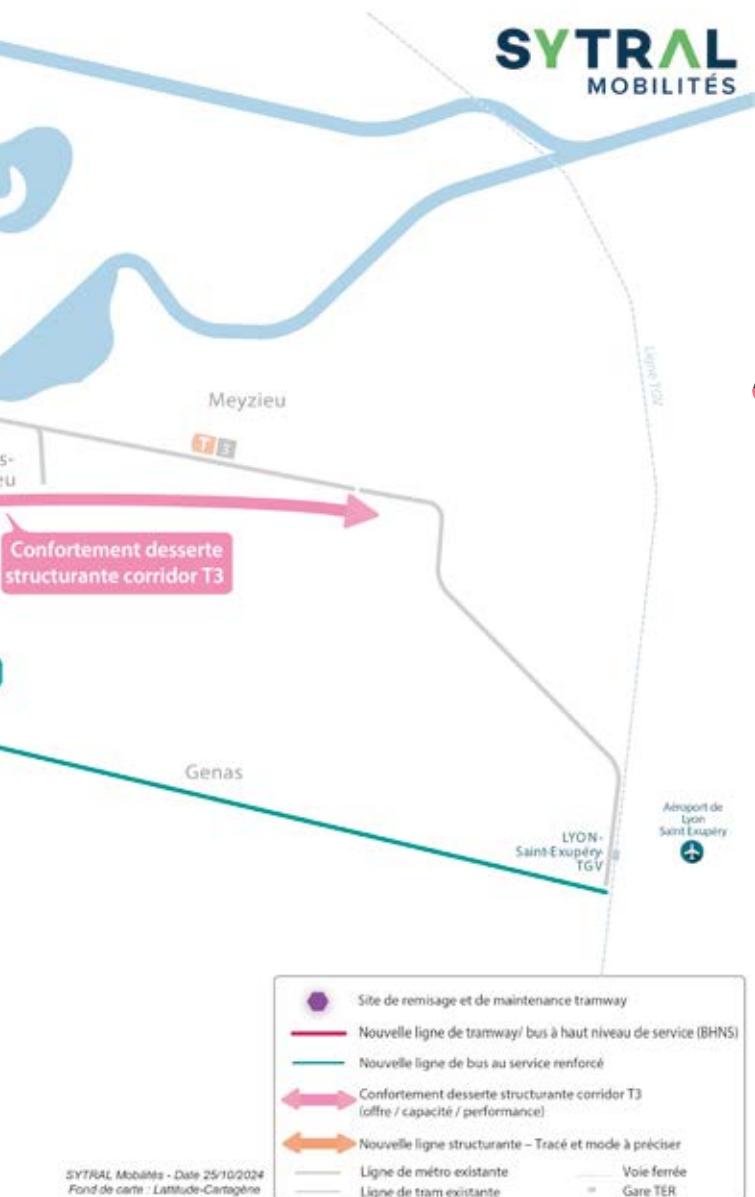 SYTRAL
MOBILITÉS
Ligne TGV
Meyzieu
T 3
s-
eu
Confortement desserte
structurante corridor T3
Genas
Aéroport de
Lyon
Saint Exupéry
LYON-
Saint-Exupéry-
TGV
Site de remisage et de maintenance tramway
Nouvelle ligne de tramway/ bus à haut niveau de service (BHNS)
Nouvelle ligne de bus au service renforcé
Confortement desserte structurante corridor T3
(offre / capacité / performance)
Nouvelle ligne structurante – Tracé et mode à préciser
Ligne de métro existante
Voie ferrée
Ligne de tram existante
Gare TER
SYTRAL Mobilités - Date 25/10/2024
Fond de carte : Latitude-Cartagène